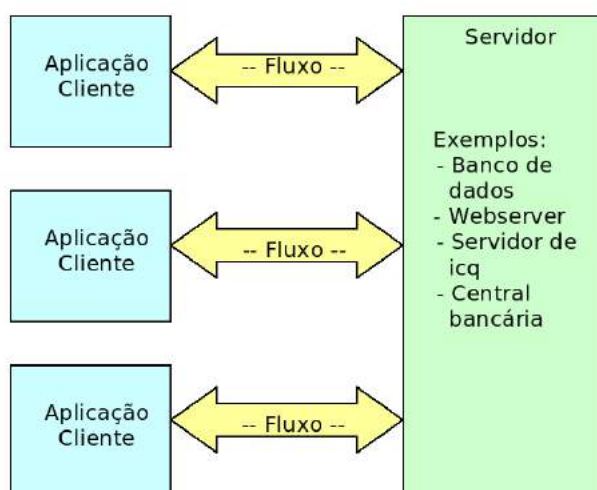 Aplicação
Cliente
-- Fluxo --
Servidor
Exemplos:
- Banco de
dados
- Webserver
- Servidor de
icq
- Central
bancária
Aplicação
Cliente
-- Fluxo --
Aplicação
Cliente
-- Fluxo --